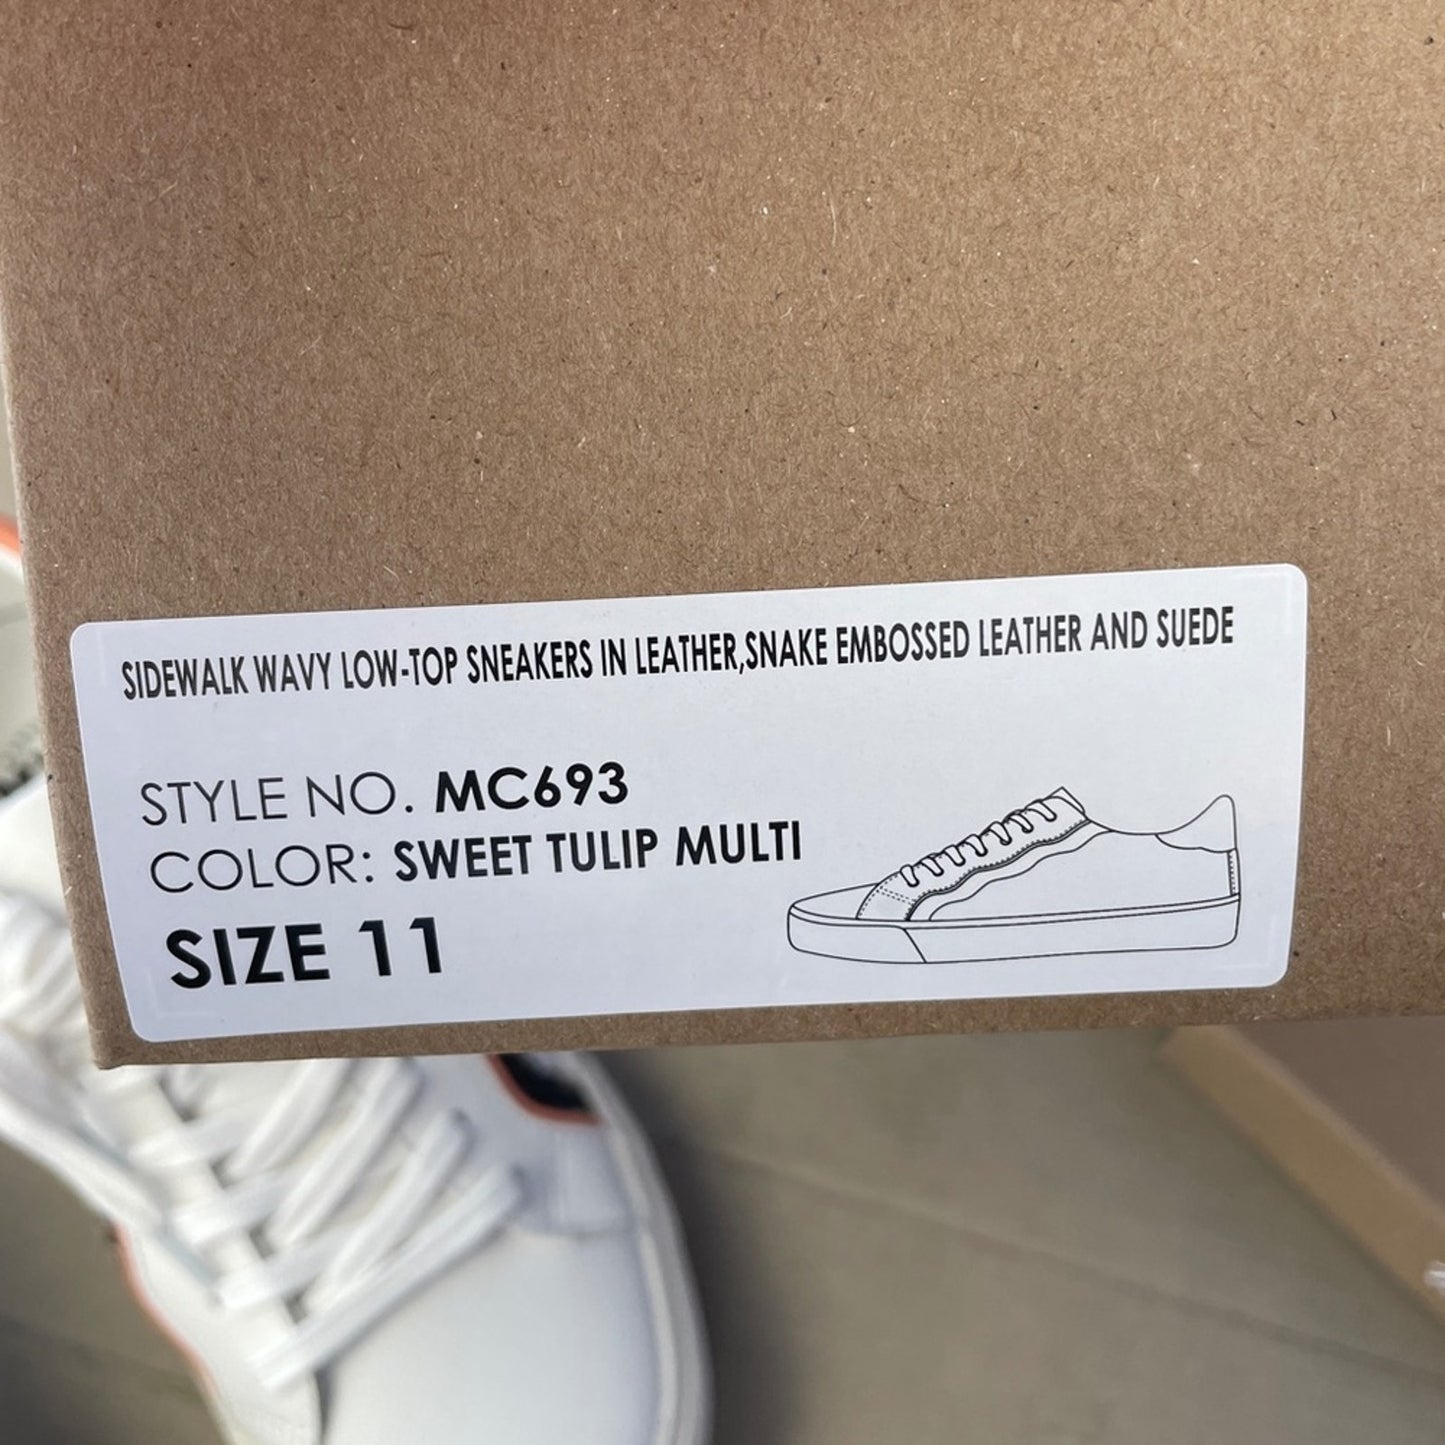 SIDEWALK WAVY LOW-TOP SNEAKERS IN LEATHER,SNAKE EMBOSSED LEATHER AND SUEDE
STYLE NO. MC693
COLOR: SWEET TULIP MULTI
SIZE 11